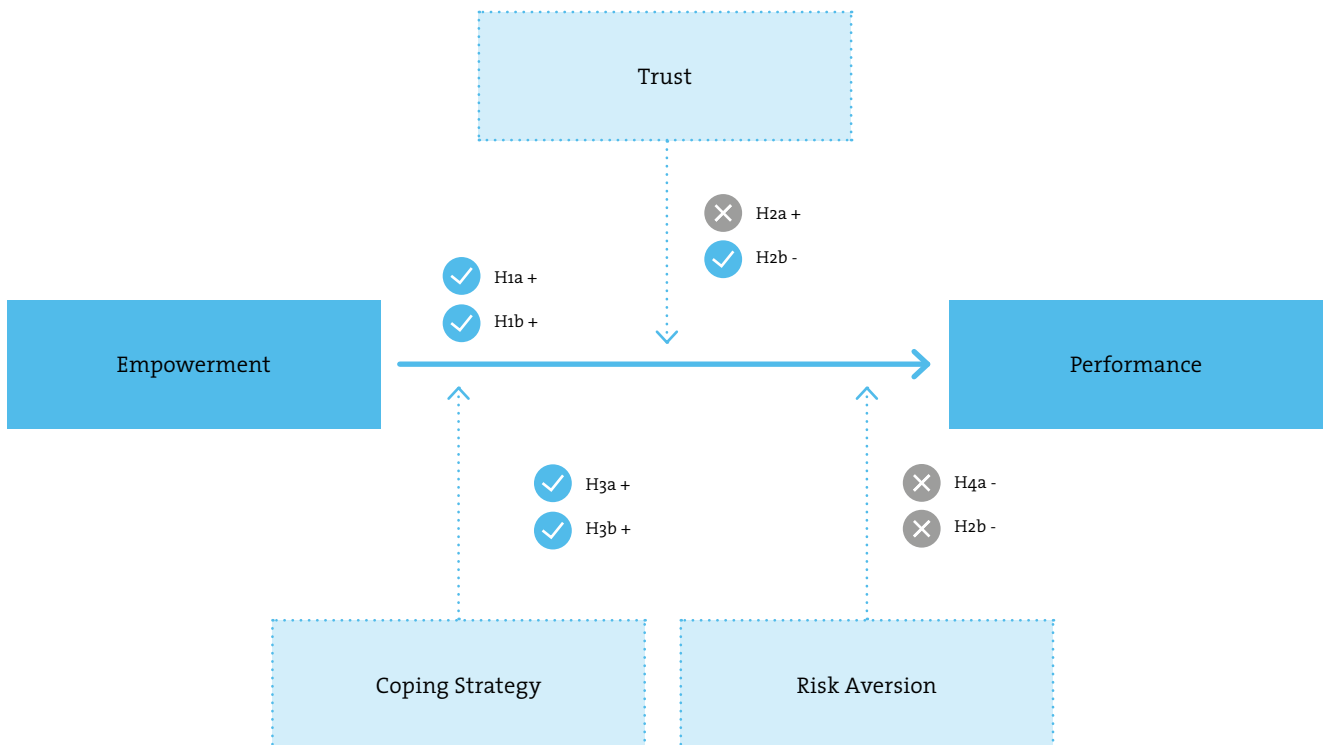 Trust
H2a +
H2b -
H1a +
H1b +
Empowerment
Performance
H3a +
H3b +
H4a -
H2b -
Coping Strategy
Risk Aversion